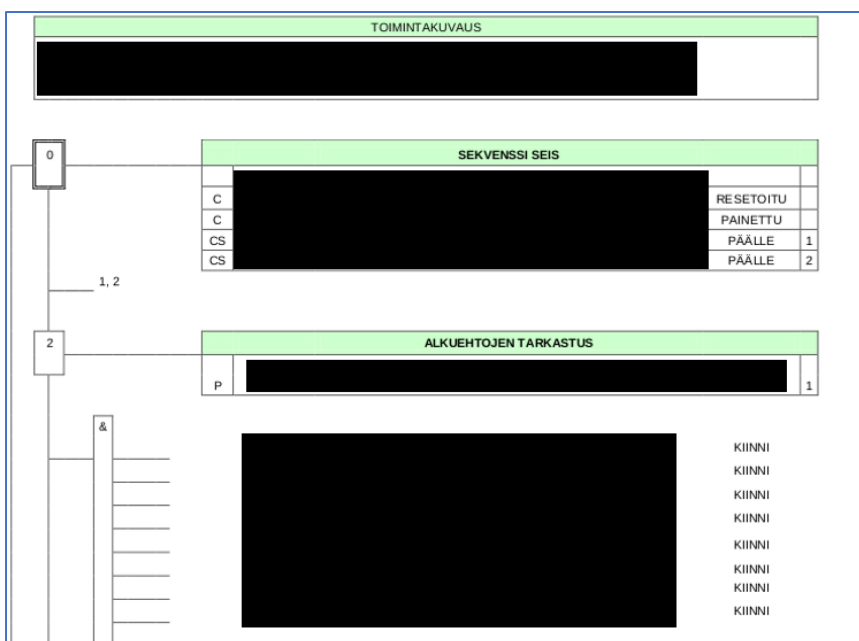 TOIMINTAKUVAUS
0
SEKVENSSI SEIS
C RESETOITU
C PAINETTU
CS PÄÄLLE 1
CS PÄÄLLE 2
1, 2
2
ALKUEHTOJEN TARKASTUS
P 1
&
KIINNI
KIINNI
KIINNI
KIINNI
KIINNI
KIINNI
KIINNI
KIINNI